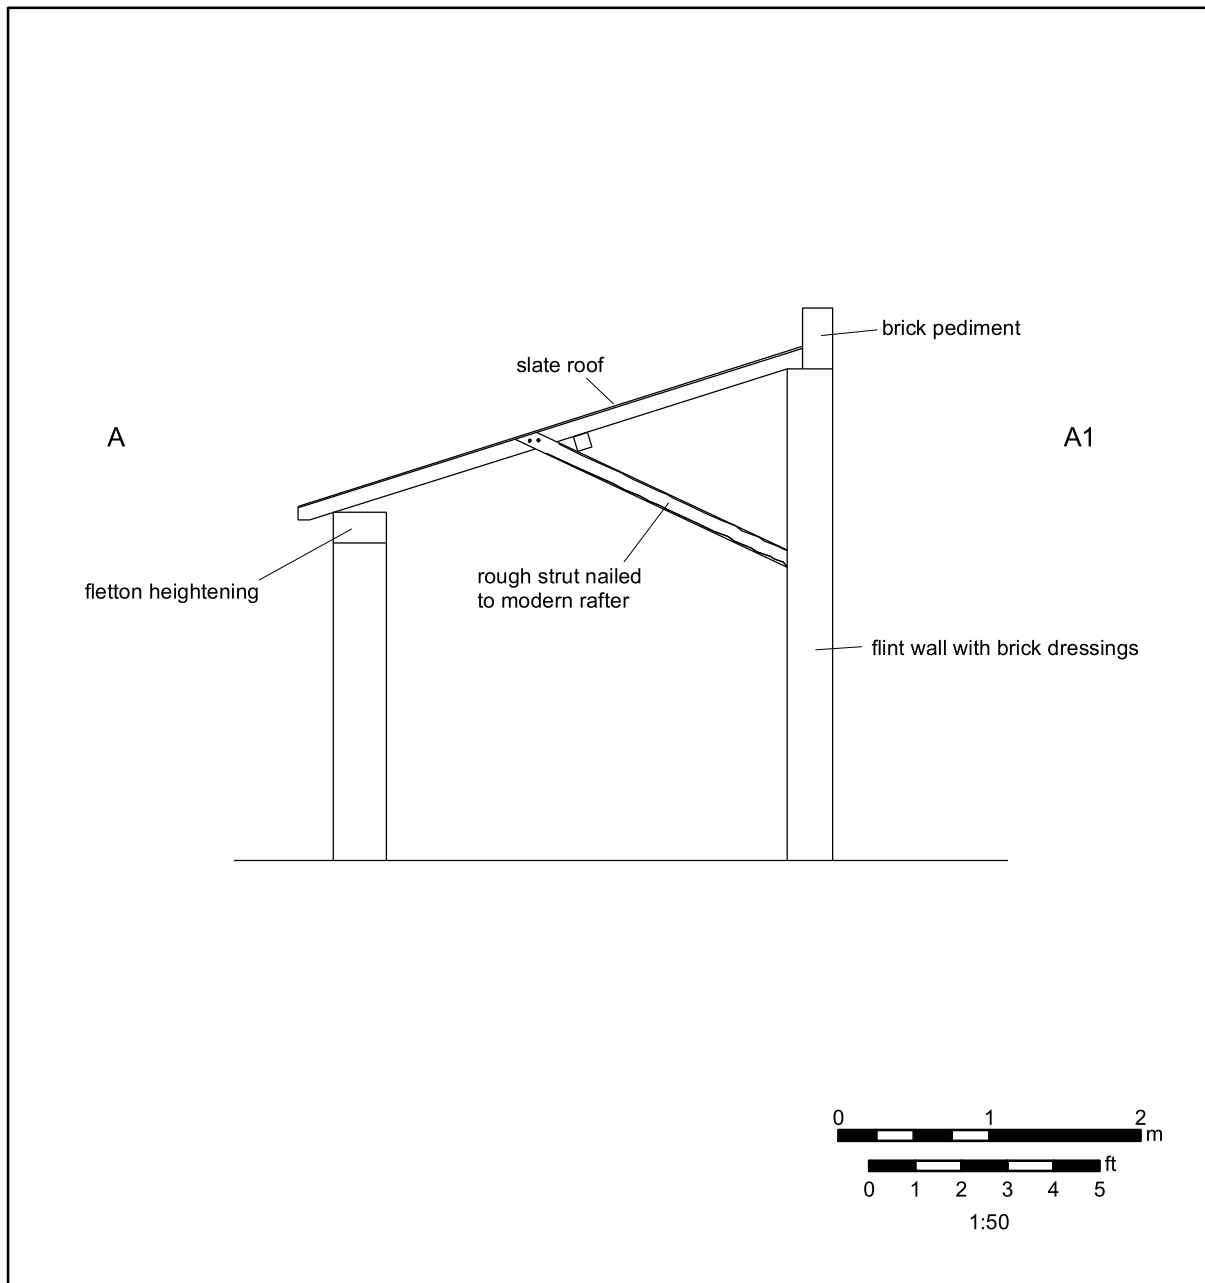 brick pediment
slate roof
A
A1
fletton heightening
rough strut nailed
to modern rafter
flint wall with brick dressings
0 1 2
m
ft
0 1 2 3 4 5
1:50